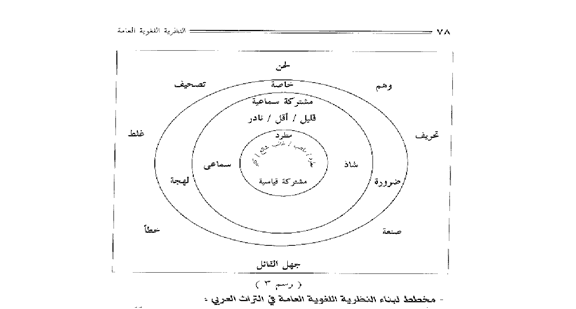 ٧٨ النظرية اللغوية العامة
لحن
وهم خاصة تصحيف
مشتركة سماعية
قليل / أقل / نادر
تحريف مطرد غلط
شاذ سماعى
ضرورة مشتركة قياسية لهجة
صنعة خطأ
جهل القائل
( رسم ٣ )
- مخطط لبناء النظرية اللغوية العامة في التراث العربي :